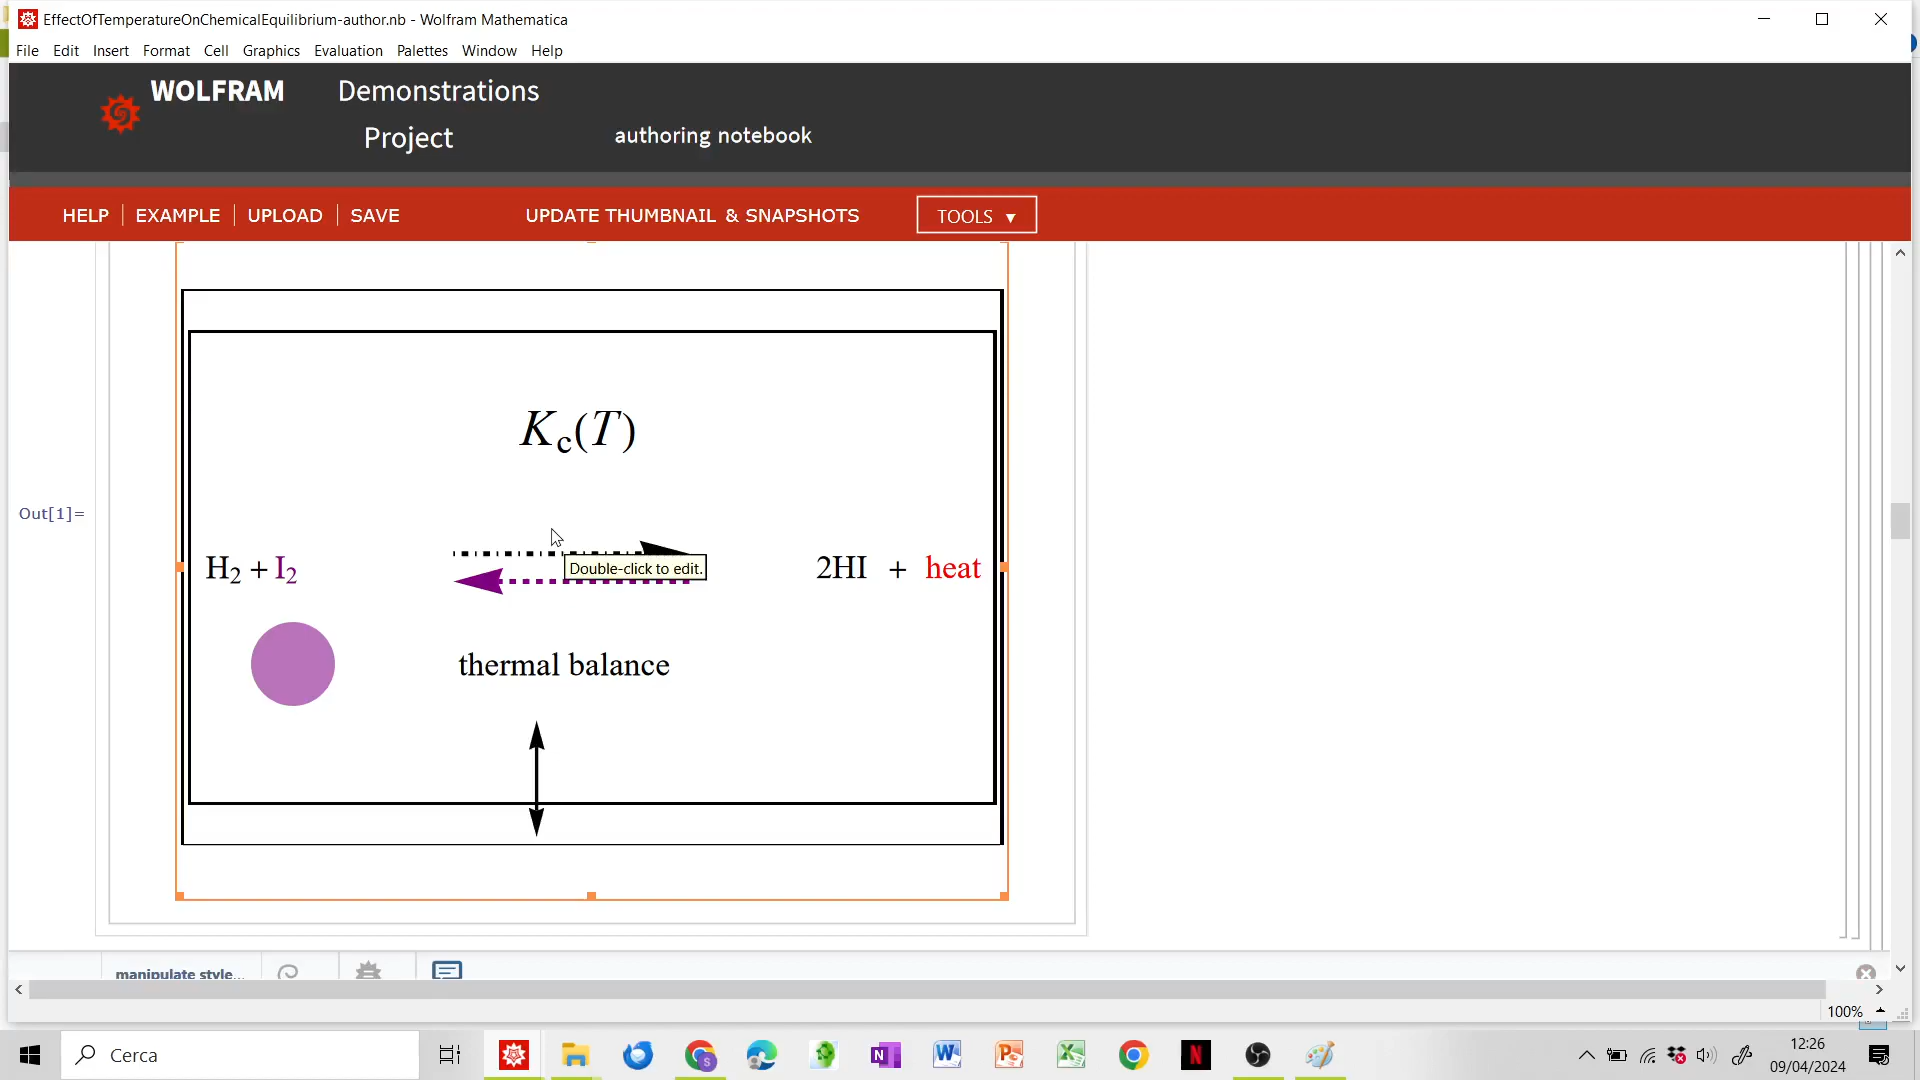 EffectOfTemperatureOnChemicalEquilibrium-author.nb - Wolfram Mathematica
File Edit Insert Format Cell Graphics Evaluation Palettes Window Help
WOLFRAM Demonstrations
Project authoring notebook
HELP EXAMPLE UPLOAD SAVE UPDATE THUMBNAIL & SNAPSHOTS TOOLS ▼
K_c(T)
Out[1]=
H₂ + I₂ 2HI + heat
Double-click to edit.
thermal balance
manipulate style...
100%
Cerca
12:26
09/04/2024